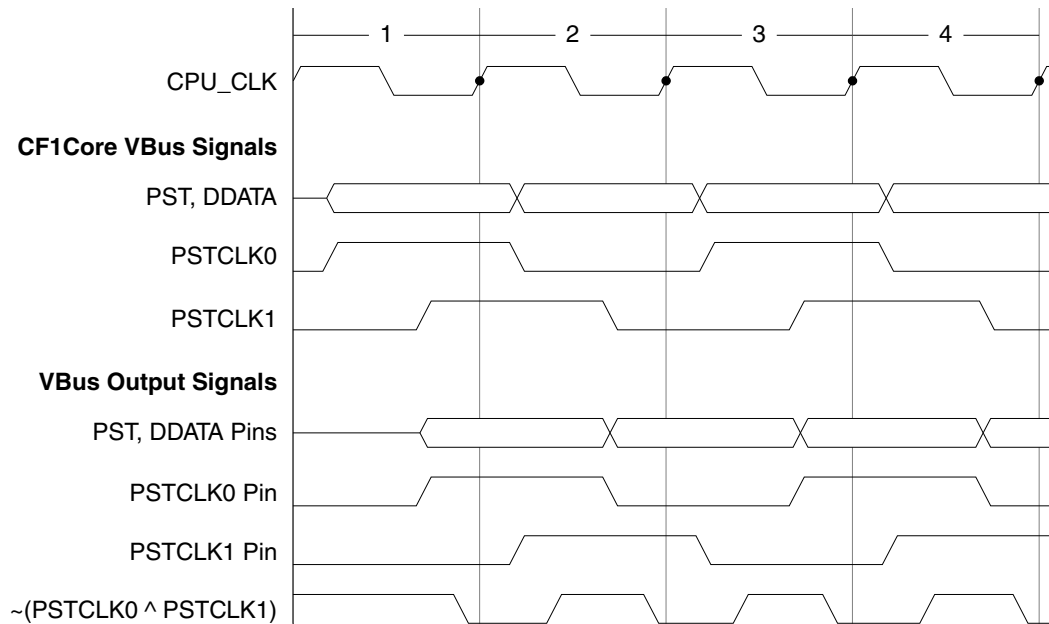 1 2 3 4
CPU_CLK
CF1Core VBus Signals
PST, DDATA
PSTCLK0
PSTCLK1
VBus Output Signals
PST, DDATA Pins
PSTCLK0 Pin
PSTCLK1 Pin
~(PSTCLK0 ^ PSTCLK1)